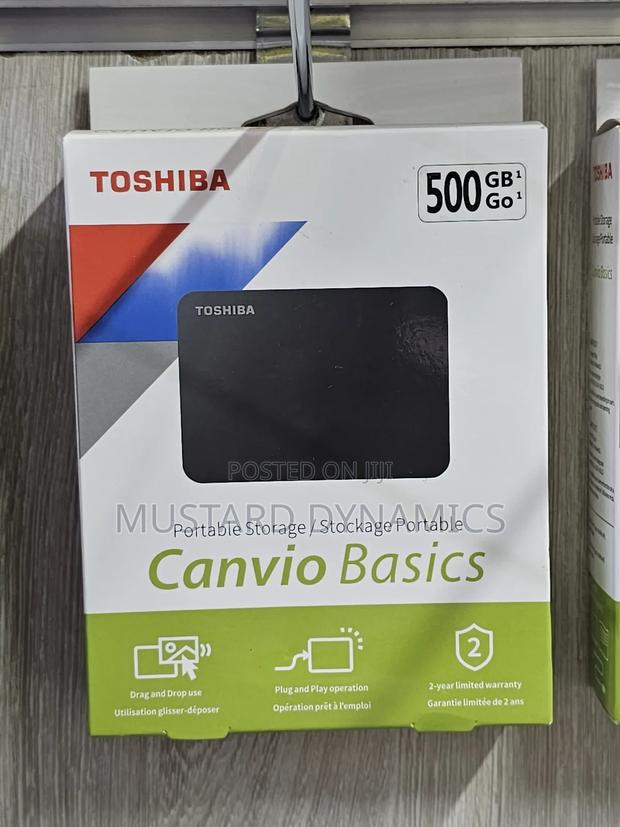 TOSHIBA
500 GB¹
Go¹
TOSHIBA
POSTED ON JIJI
MUSTARD DYNAMICS
Portable Storage / Stockage Portable
Canvio Basics
2
Drag and Drop use
Utilisation glisser-déposer
Plug and Play operation
Opération prêt à l'emploi
2-year limited warranty
Garantie limitée de 2 ans